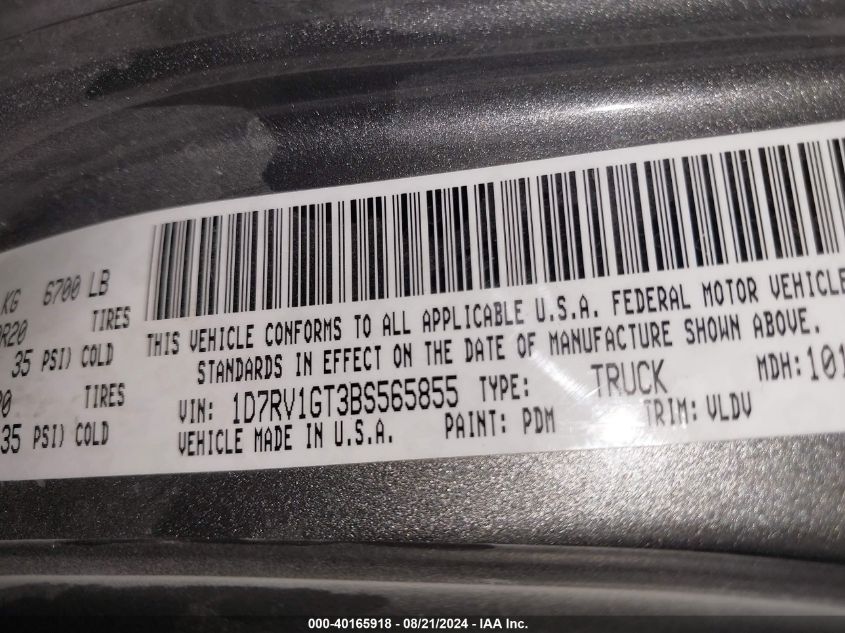 KG 6700 LB
R20 TIRES
35 PSI) COLD
20 TIRES
35 PSI) COLD
THIS VEHICLE CONFORMS TO ALL APPLICABLE U.S.A. FEDERAL MOTOR VEHICLE
STANDARDS IN EFFECT ON THE DATE OF MANUFACTURE SHOWN ABOVE.
VIN: 1D7RV1GT3BS565855 TYPE: TRUCK MDH:101
VEHICLE MADE IN U.S.A. PAINT: PDM TRIM: VLDV
000-40165918 - 08/21/2024 - IAA Inc.